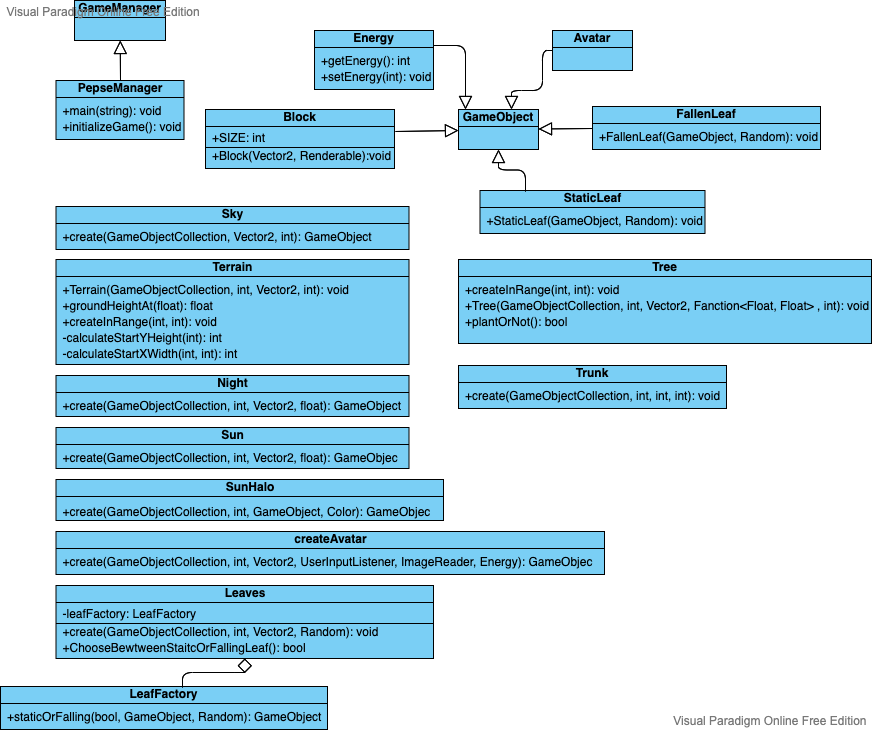 Visual Paradigm Online Free Edition
GameManager
PepseManager
+main(string): void
+initializeGame(): void
Energy
+getEnergy(): int
+setEnergy(int): void
Avatar
Block
+SIZE: int
+Block(Vector2, Renderable):void
GameObject
FallenLeaf
+FallenLeaf(GameObject, Random): void
StaticLeaf
+StaticLeaf(GameObject, Random): void
Sky
+create(GameObjectCollection, Vector2, int): GameObject
Terrain
+Terrain(GameObjectCollection, int, Vector2, int): void
+groundHeightAt(float): float
+createInRange(int, int): void
-calculateStartYHeight(int): int
-calculateStartXWidth(int, int): int
Tree
+createInRange(int, int): void
+Tree(GameObjectCollection, int, Vector2, Fanction<Float, Float> , int): void
+plantOrNot(): bool
Night
+create(GameObjectCollection, int, Vector2, float): GameObject
Trunk
+create(GameObjectCollection, int, int, int): void
Sun
+create(GameObjectCollection, int, Vector2, float): GameObjec
SunHalo
+create(GameObjectCollection, int, GameObject, Color): GameObjec
createAvatar
+create(GameObjectCollection, int, Vector2, UserInputListener, ImageReader, Energy): GameObjec
Leaves
-leafFactory: LeafFactory
+create(GameObjectCollection, int, Vector2, Random): void
+ChooseBewtweenStaitcOrFallingLeaf(): bool
LeafFactory
+staticOrFalling(bool, GameObject, Random): GameObject
Visual Paradigm Online Free Edition